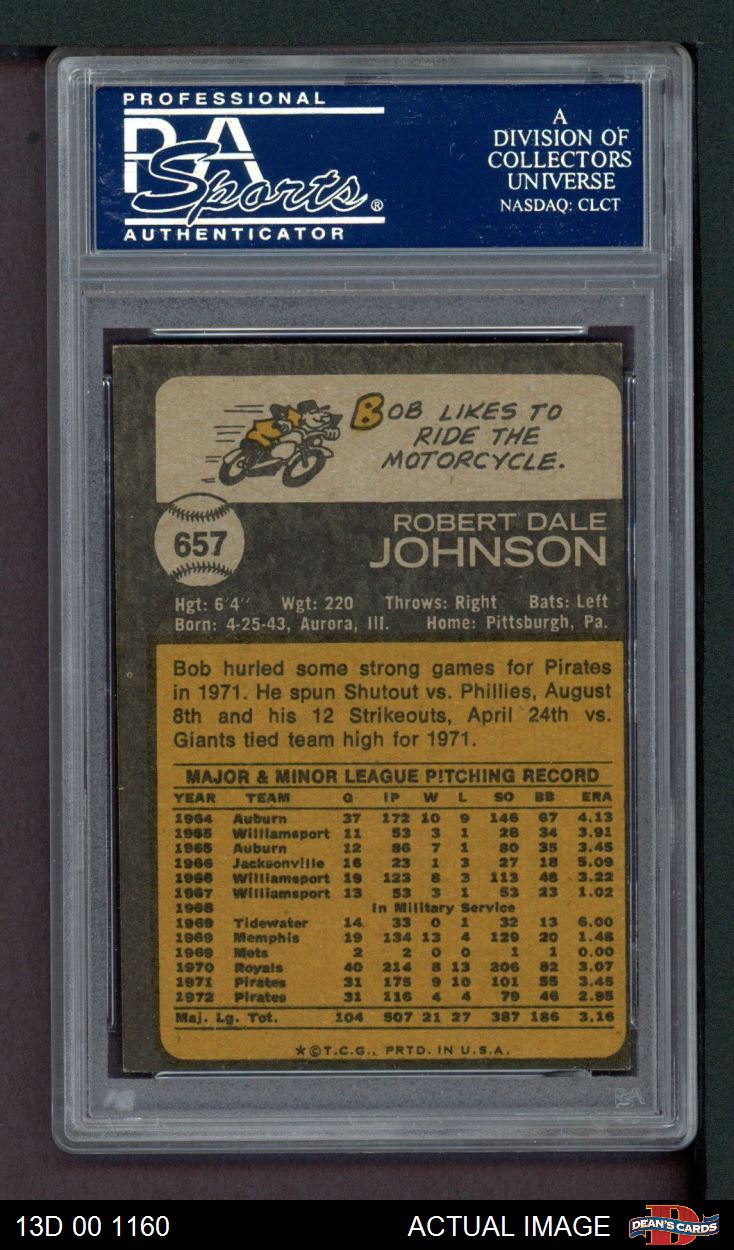 PROFESSIONAL
PSA
Sports®
AUTHENTICATOR
A
DIVISION OF
COLLECTORS
UNIVERSE
NASDAQ: CLCT
BOB LIKES TO
RIDE THE
MOTORCYCLE.
657
ROBERT DALE
JOHNSON
Hgt: 6'4'' Wgt: 220 Throws: Right Bats: Left
Born: 4-25-43, Aurora, Ill. Home: Pittsburgh, Pa.
Bob hurled some strong games for Pirates
in 1971. He spun Shutout vs. Phillies, August
8th and his 12 Strikeouts, April 24th vs.
Giants tied team high for 1971.
MAJOR & MINOR LEAGUE PITCHING RECORD
YEAR TEAM G IP W L SO BB ERA
1964 Auburn 37 172 10 9 146 67 4.13
1965 Williamsport 11 53 3 1 28 34 3.91
1965 Auburn 12 86 7 1 80 35 3.45
1966 Jacksonville 16 23 1 3 27 18 5.09
1966 Williamsport 19 123 8 3 113 48 3.22
1967 Williamsport 13 53 3 1 53 23 1.02
1968 In Military Service
1969 Tidewater 14 33 0 1 32 13 6.00
1969 Memphis 19 134 13 4 129 20 1.48
1969 Mets 2 2 0 0 1 1 0.00
1970 Royals 40 214 8 13 206 82 3.07
1971 Pirates 31 175 9 10 101 55 3.45
1972 Pirates 31 116 4 4 79 46 2.95
Maj. Lg. Tot. 104 507 21 27 387 186 3.16
*©T.C.G., PRTD. IN U.S.A.
13D 00 1160 ACTUAL IMAGE
DEAN'S CARDS